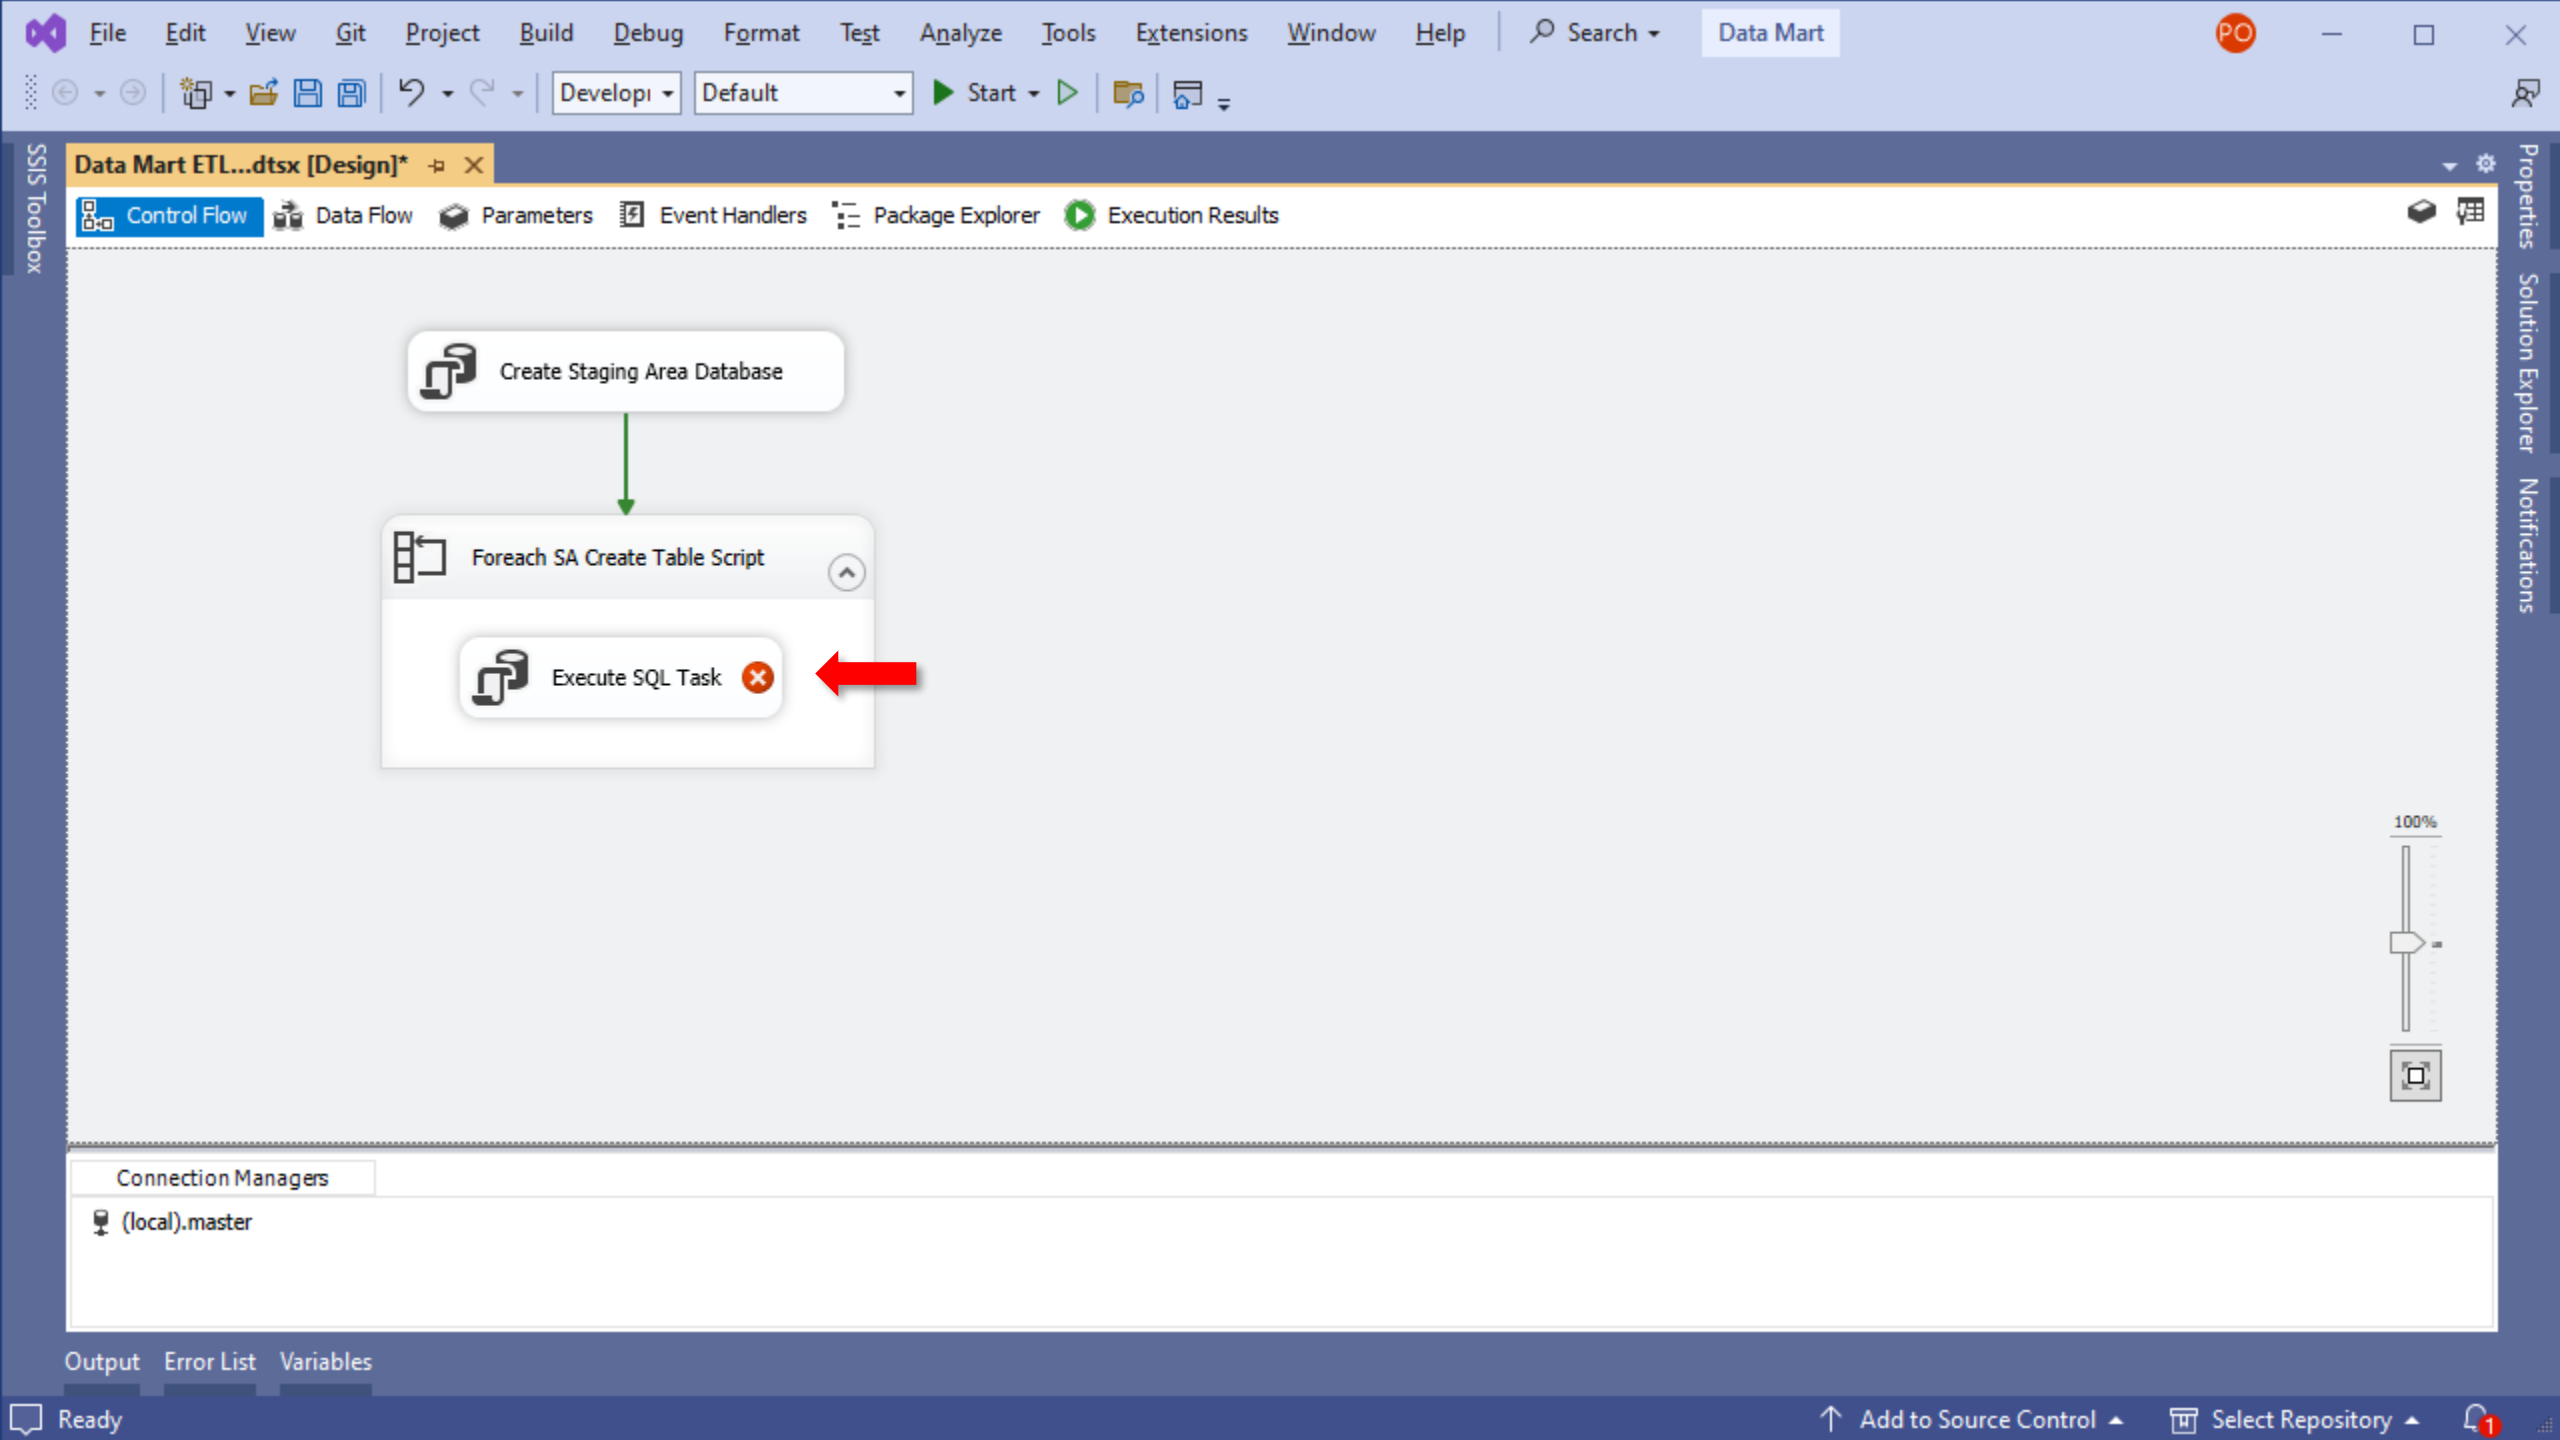 File Edit View Git Project Build Debug Format Test Analyze Tools Extensions Window Help Search Data Mart PO
Develop Default Start
SSIS Toolbox
Data Mart ETL...dtsx [Design]*
Control Flow Data Flow Parameters Event Handlers Package Explorer Execution Results
Properties
Solution Explorer
Notifications
Create Staging Area Database
Foreach SA Create Table Script
Execute SQL Task
100%
Connection Managers
(local).master
Output Error List Variables
Ready Add to Source Control Select Repository 1